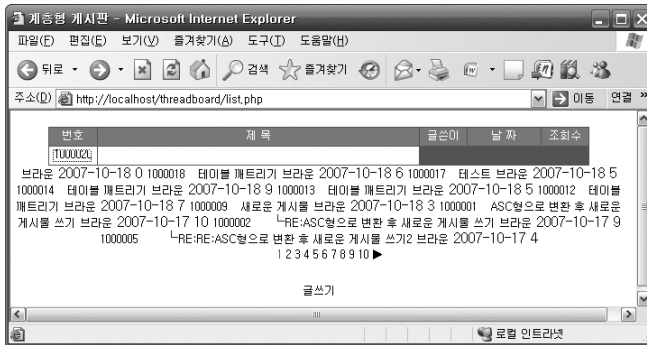 계층형 게시판 - Microsoft Internet Explorer
파일(F) 편집(E) 보기(V) 즐겨찾기(A) 도구(T) 도움말(H)
뒤로 검색 즐겨찾기
주소(D) http://localhost/threadboard/list.php 이동 연결 »
번호 제 목 글쓴이 날 짜 조회수
1000020
브라운 2007-10-18 0 1000018 테이블 깨트리기 브라운 2007-10-18 6 1000017 테스트 브라운 2007-10-18 5
1000014 테이블 깨트리기 브라운 2007-10-18 9 1000013 테이블 깨트리기 브라운 2007-10-18 5 1000012 테이블
깨트리기 브라운 2007-10-18 7 1000009 새로운 게시물 브라운 2007-10-18 3 1000001 ASC형으로 변환 후 새로운
게시물 쓰기 브라운 2007-10-17 10 1000002 └RE:ASC형으로 변환 후 새로운 게시물 쓰기 브라운 2007-10-17 9
1000005 └RE:RE:ASC형으로 변환 후 새로운 게시물 쓰기2 브라운 2007-10-17 4
1 2 3 4 5 6 7 8 9 10 ▶
글쓰기
로컬 인트라넷